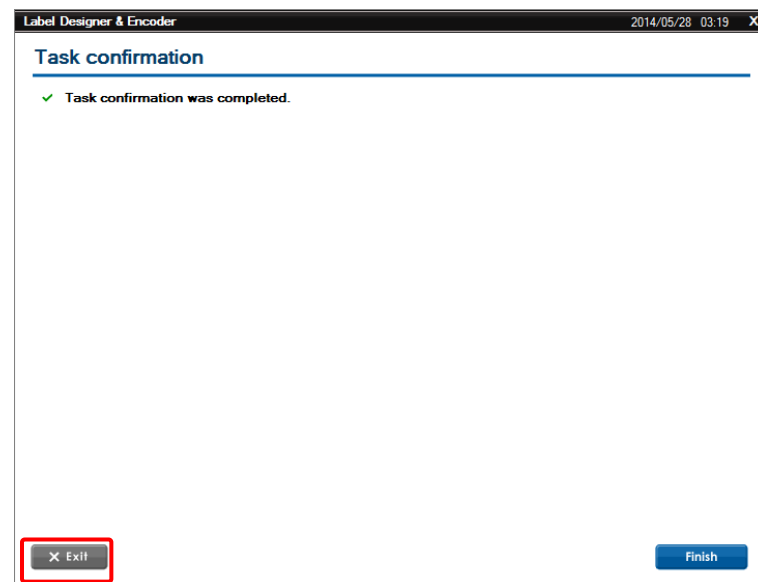 Label Designer & Encoder 2014/05/28 03:19 X
Task confirmation
✓ Task confirmation was completed.
X Exit Finish